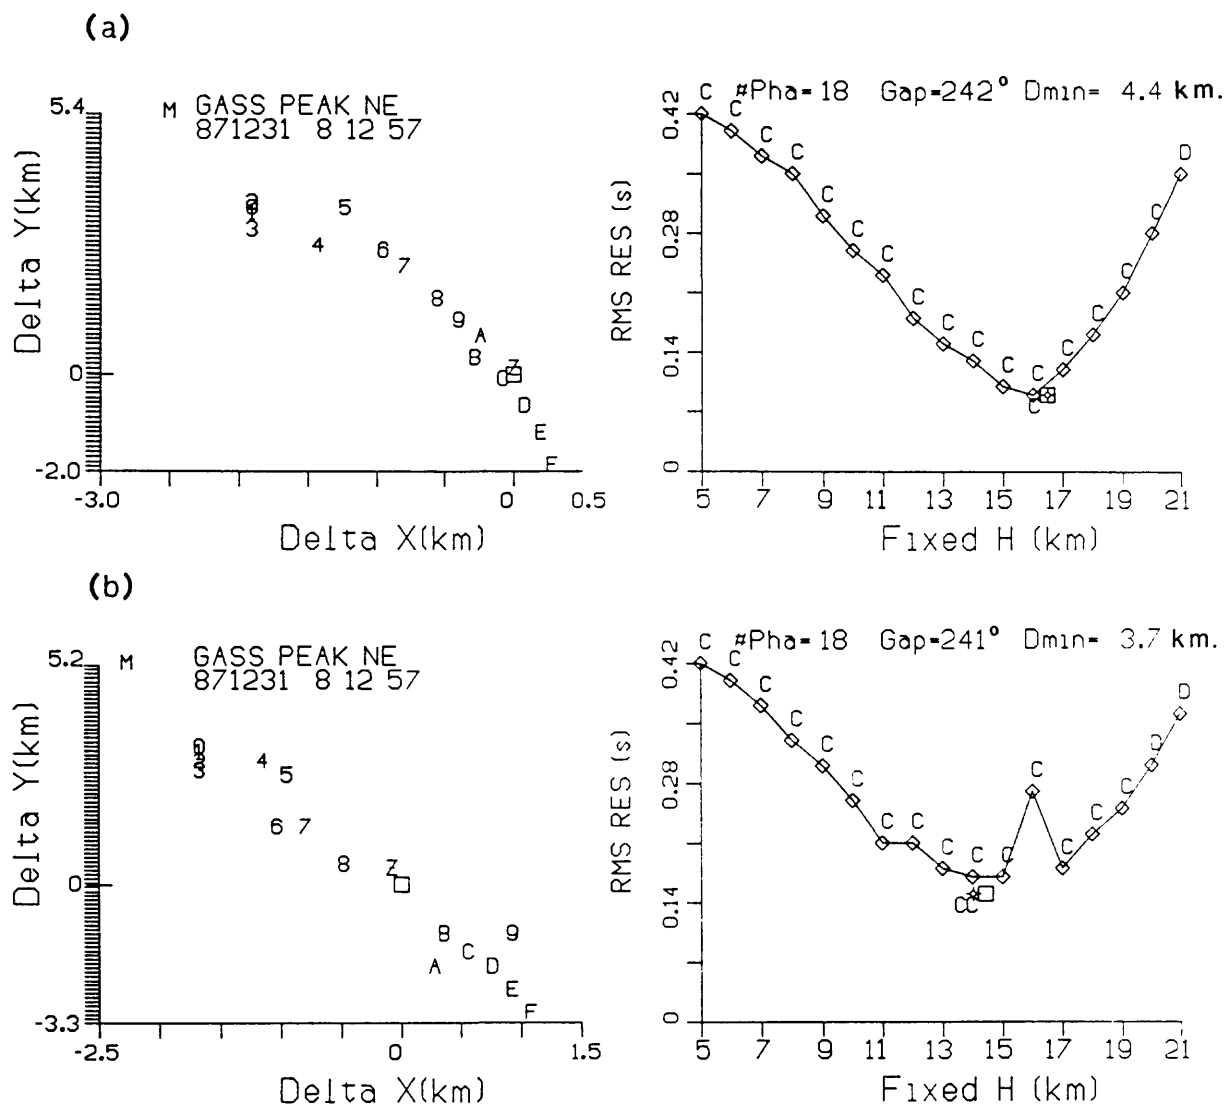 (a)
M GASS PEAK NE
871231 8 12 57
5.4
0
-2.0
Delta Y(km)
3
5
4
6
7
8
9
A
B
Z
C
D
E
F
-3.0
0
0.5
Delta X(km)
#Pha=18 Gap=242° Dmin= 4.4 km.
RMS RES (s)
0.42
0.28
0.14
0
C C C C C C C C C C C C C C C C D
C
5 7 9 11 13 15 17 19 21
Fixed H (km)
(b)
M GASS PEAK NE
871231 8 12 57
5.2
0
-3.3
Delta Y(km)
3
4
5
6 7
8
Z
B
9
C
A
D
E
F
-2.5
0
1.5
Delta X(km)
#Pha=18 Gap=241° Dmin= 3.7 km.
RMS RES (s)
0.42
0.28
0.14
0
C C C C C C C C C C C C C C C C D
CC
5 7 9 11 13 15 17 19 21
Fixed H (km)